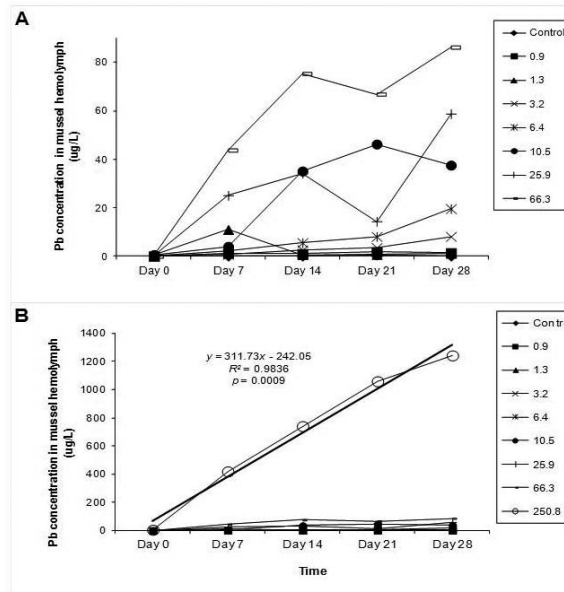 A
Pb concentration in mussel hemolymph
(ug/L)
80
60
40
20
0
Day 0 Day 7 Day 14 Day 21 Day 28
Control
0.9
1.3
3.2
6.4
10.5
25.9
66.3
B
Pb concentration in mussel hemolymph
(ug/L)
1400
1200
1000
800
600
400
200
0
y = 311.73x - 242.05
R² = 0.9836
p = 0.0009
Day 0 Day 7 Day 14 Day 21 Day 28
Time
Contr
0.9
1.3
3.2
6.4
10.5
25.9
66.3
250.8